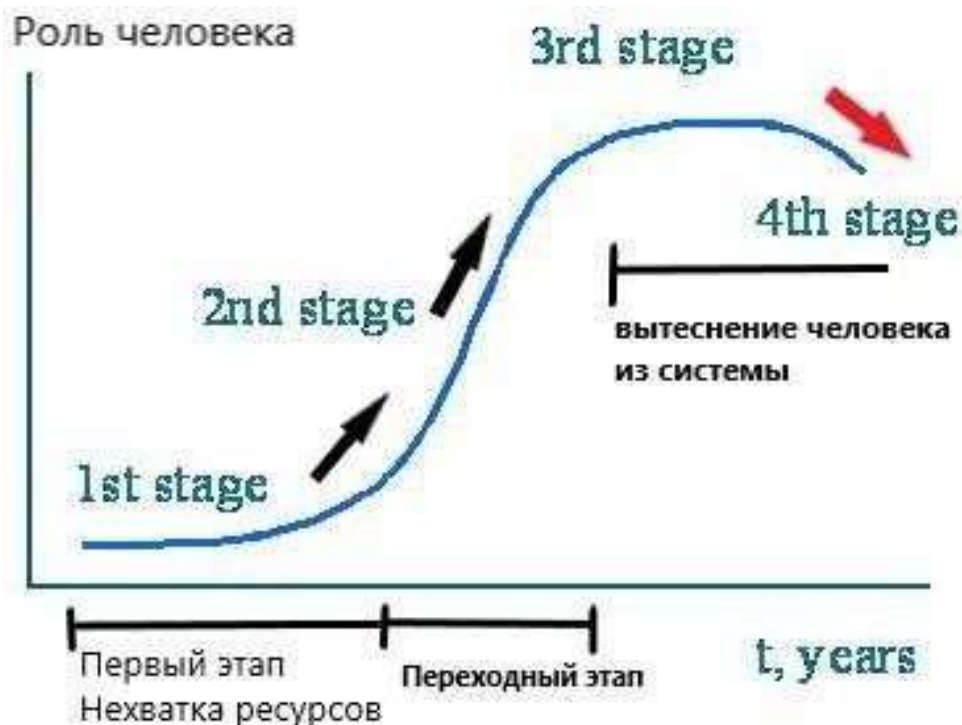 Роль человека
3rd stage
4th stage
2nd stage
вытеснение человека
из системы
1st stage
Первый этап
Нехватка ресурсов
Переходный этап
t, years